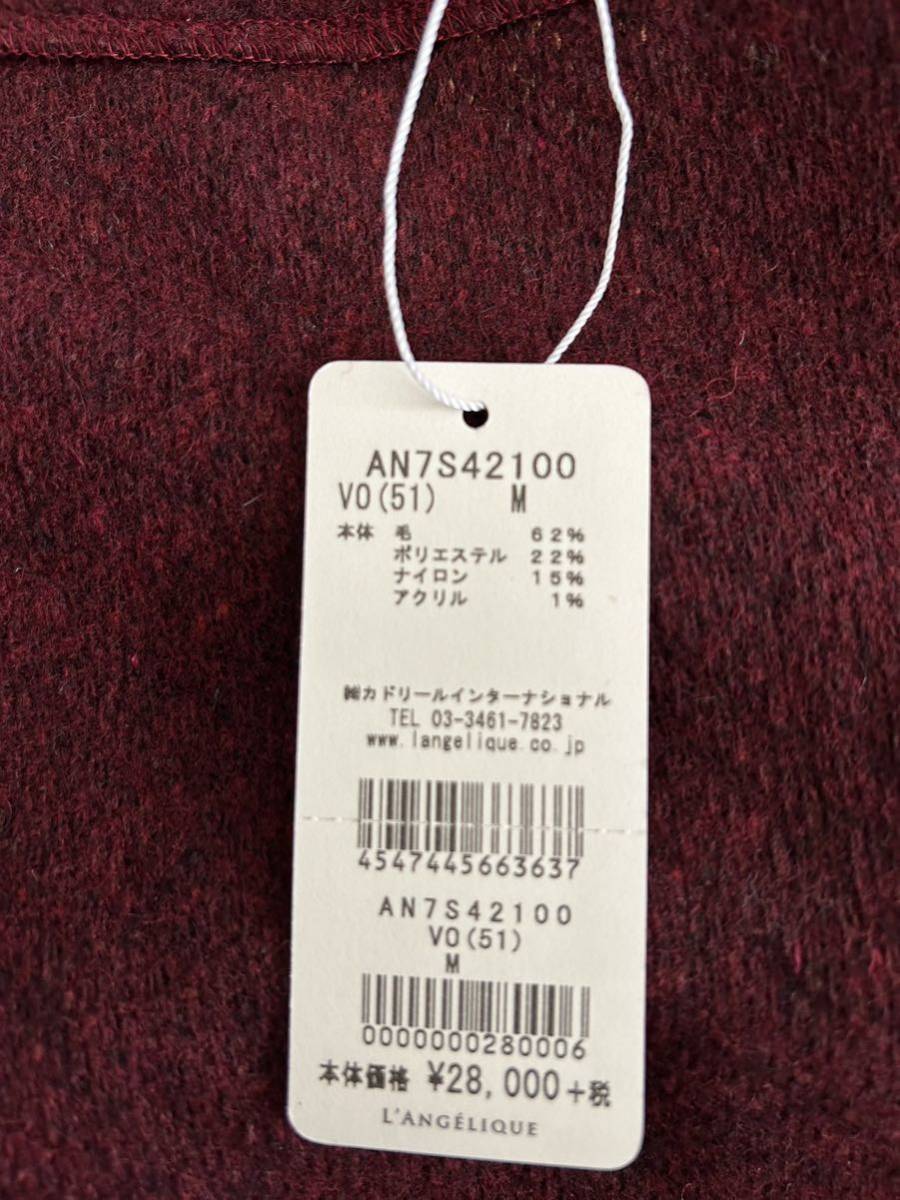 AN7S42100
VO(51) M
本体 毛 62%
ポリエステル 22%
ナイロン 15%
アクリル 1%
㈱カドリールインターナショナル
TEL 03-3461-7823
www.langelique.co.jp
4547445663637
AN7S42100
VO(51)
M
0000000280006
本体価格 ¥28,000+税
L'ANGÉLIQUE